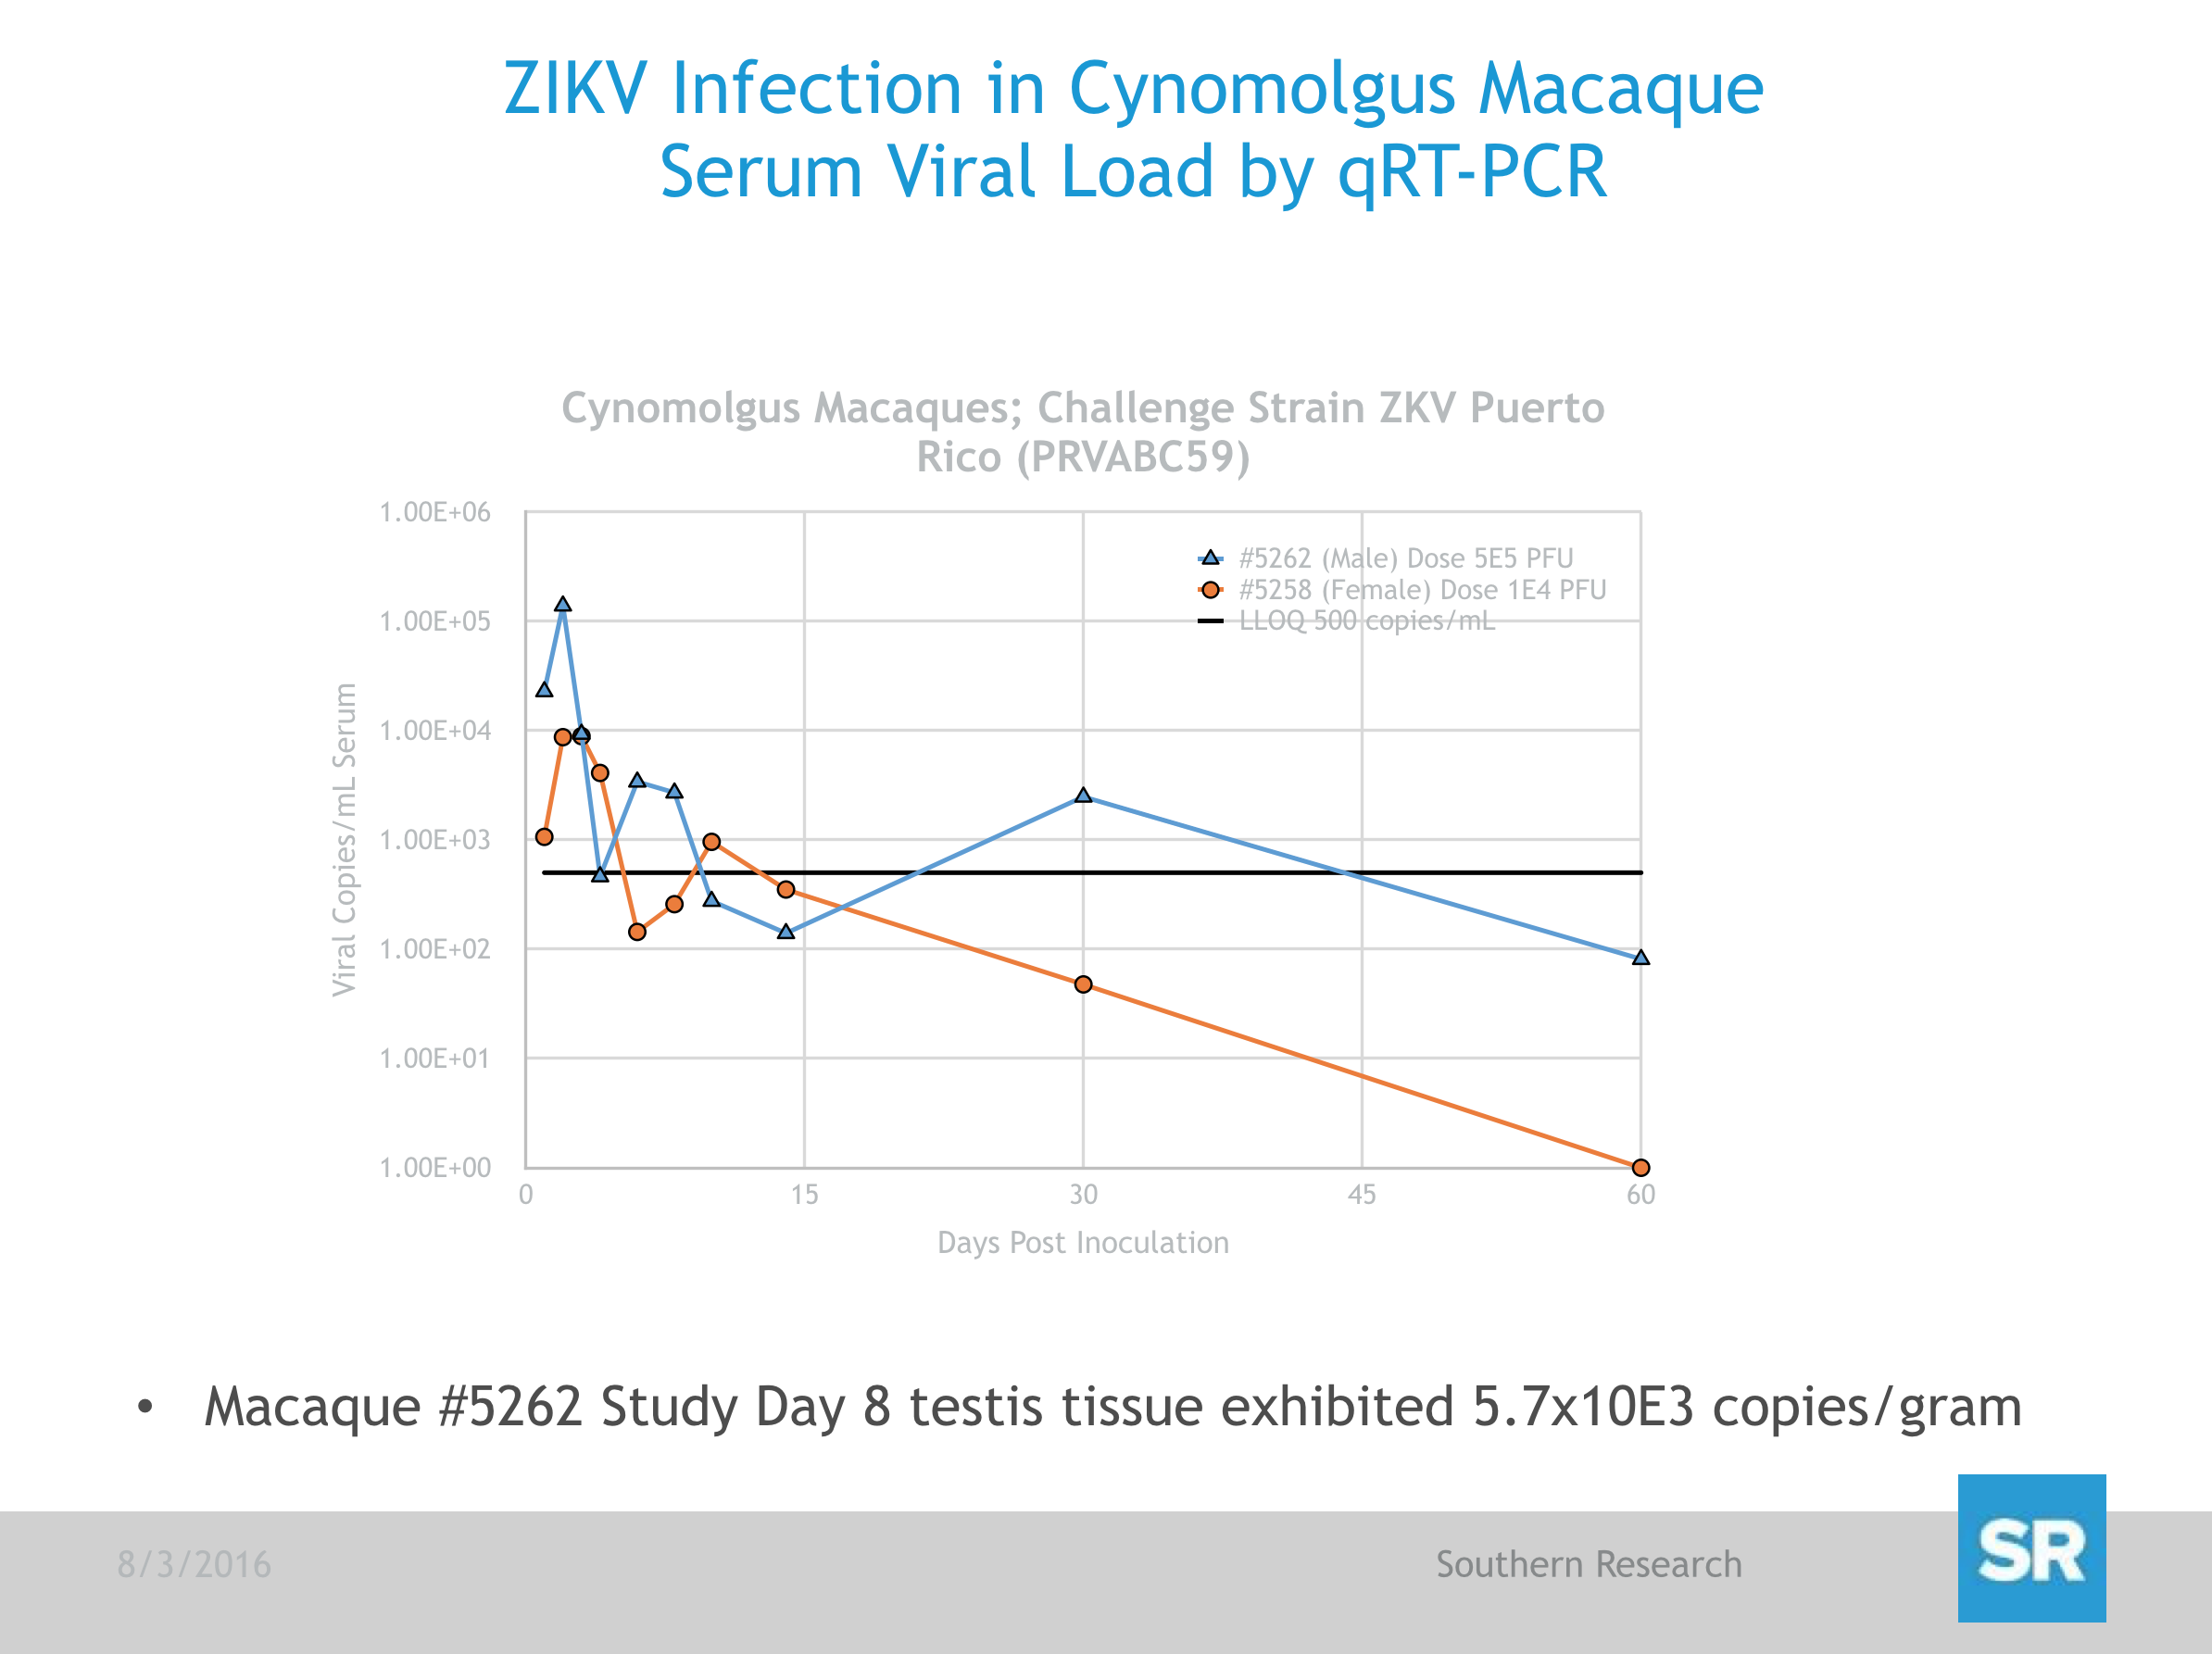 ZIKV Infection in Cynomolgus Macaque
Serum Viral Load by qRT-PCR
Cynomolgus Macaques; Challenge Strain ZKV Puerto
Rico (PRVABC59)
Viral Copies/mL Serum
1.00E+06
1.00E+05
1.00E+04
1.00E+03
1.00E+02
1.00E+01
1.00E+00
#5262 (Male) Dose 5E5 PFU
#5258 (Female) Dose 1E4 PFU
LLOQ 500 copies/mL
0 15 30 45 60
Days Post Inoculation
• Macaque #5262 Study Day 8 testis tissue exhibited 5.7x10E3 copies/gram
8/3/2016
Southern Research
SR